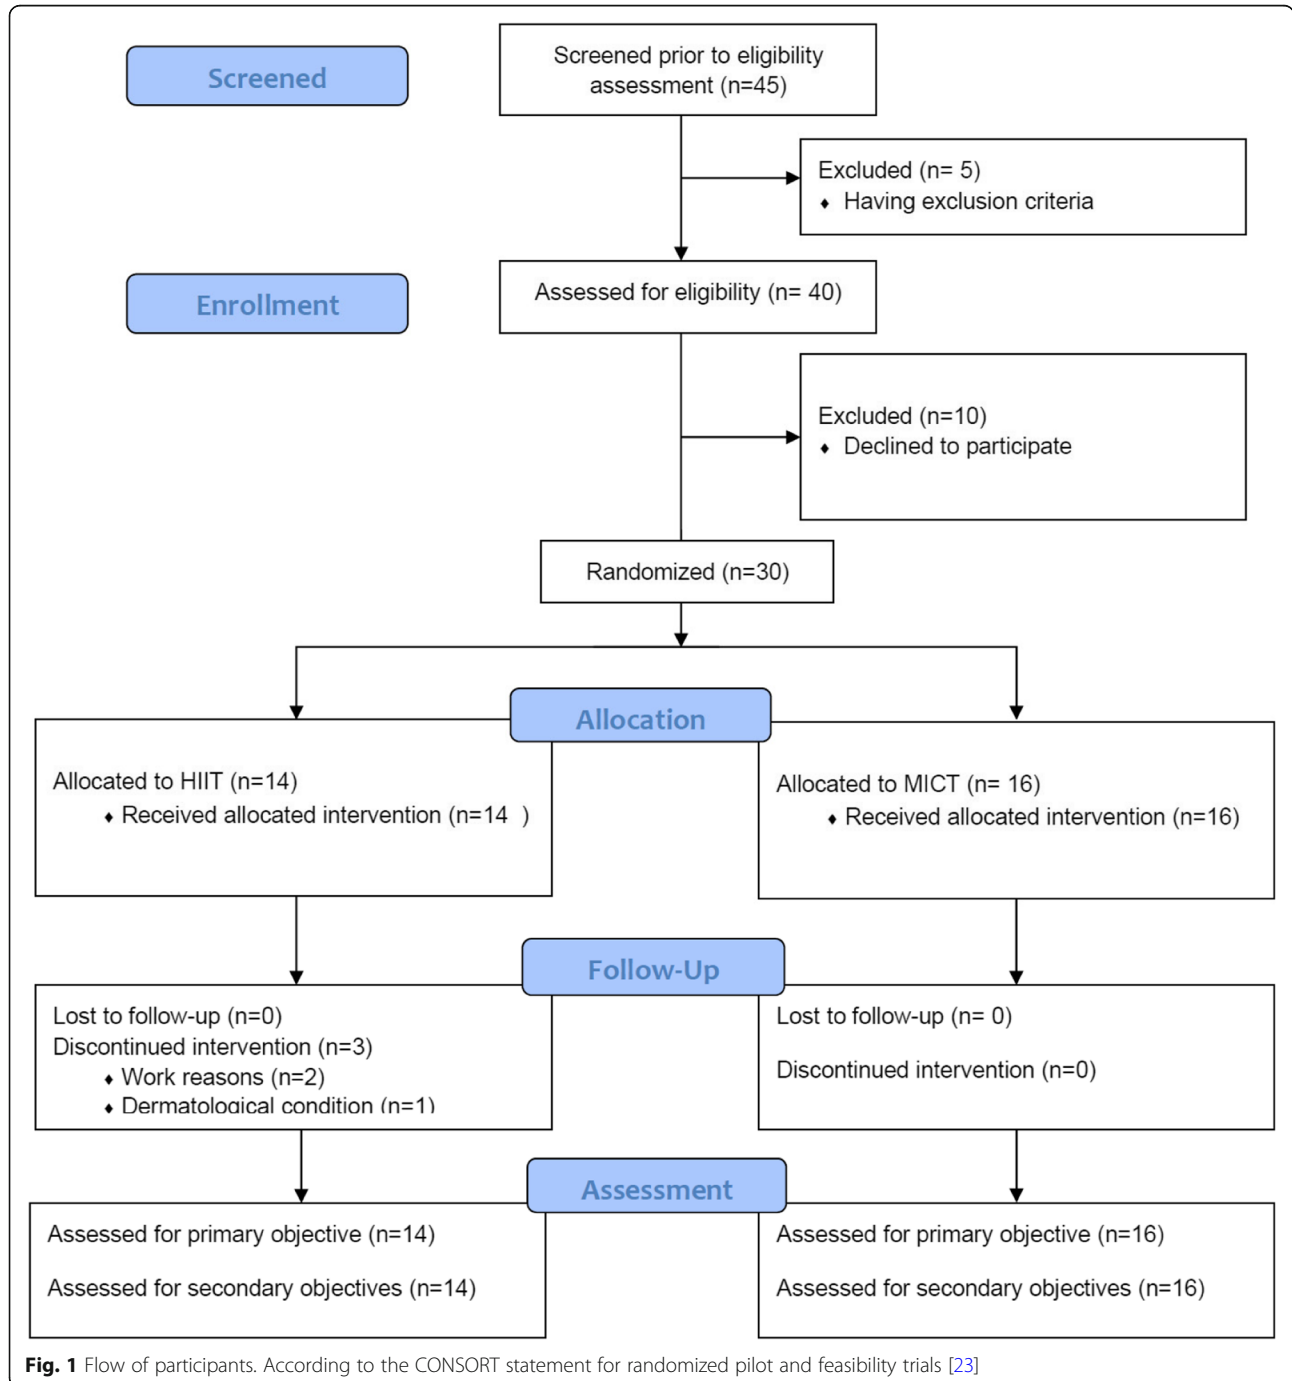 Screened
Screened prior to eligibility
assessment (n=45)
Excluded (n= 5)
♦ Having exclusion criteria
Enrollment
Assessed for eligibility (n= 40)
Excluded (n=10)
♦ Declined to participate
Randomized (n=30)
Allocation
Allocated to HIIT (n=14)
♦ Received allocated intervention (n=14 )
Allocated to MICT (n= 16)
♦ Received allocated intervention (n=16)
Follow-Up
Lost to follow-up (n=0)
Discontinued intervention (n=3)
♦ Work reasons (n=2)
♦ Dermatological condition (n=1)
Lost to follow-up (n= 0)
Discontinued intervention (n=0)
Assessment
Assessed for primary objective (n=14)
Assessed for secondary objectives (n=14)
Assessed for primary objective (n=16)
Assessed for secondary objectives (n=16)
Fig. 1 Flow of participants. According to the CONSORT statement for randomized pilot and feasibility trials [23]